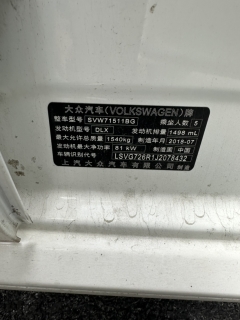 大众汽车(VOLKSWAGEN)牌
整车型号 SVW71511BG 乘坐人数 5
发动机型号 DLX 发动机排量 1498 mL
最大允许总质量 1540kg 制造年月 2018-07
发动机最大净功率 81 kW 制造国 中国
车辆识别代号 LSVG726R1J2078432
上汽大众汽车有限公司 制造